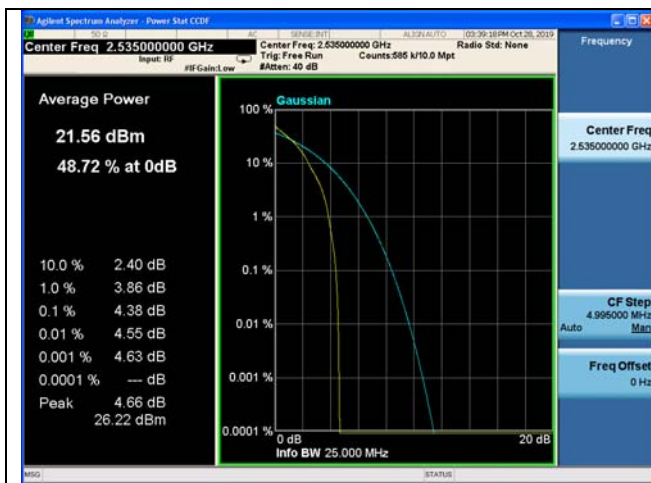 Agilent Spectrum Analyzer - Power Stat CCDF
50 Ω AC SENSE:INT ALIGN AUTO 03:39:18 PM Oct 28, 2019
Center Freq 2.535000000 GHz
Center Freq: 2.535000000 GHz Radio Std: None
Input: RF Trig: Free Run Counts:585 k/10.0 Mpt
#IFGain:Low #Atten: 40 dB
Frequency
Average Power
21.56 dBm
48.72 % at 0dB
10.0 % 2.40 dB
1.0 % 3.86 dB
0.1 % 4.38 dB
0.01 % 4.55 dB
0.001 % 4.63 dB
0.0001 % --- dB
Peak 4.66 dB
26.22 dBm
Gaussian
100 %
10 %
1 %
0.1 %
0.01 %
0.001 %
0.0001 %
0 dB 20 dB
Info BW 25.000 MHz
Center Freq
2.535000000 GHz
CF Step
4.995000 MHz
Auto Man
Freq Offset
0 Hz
MSG STATUS